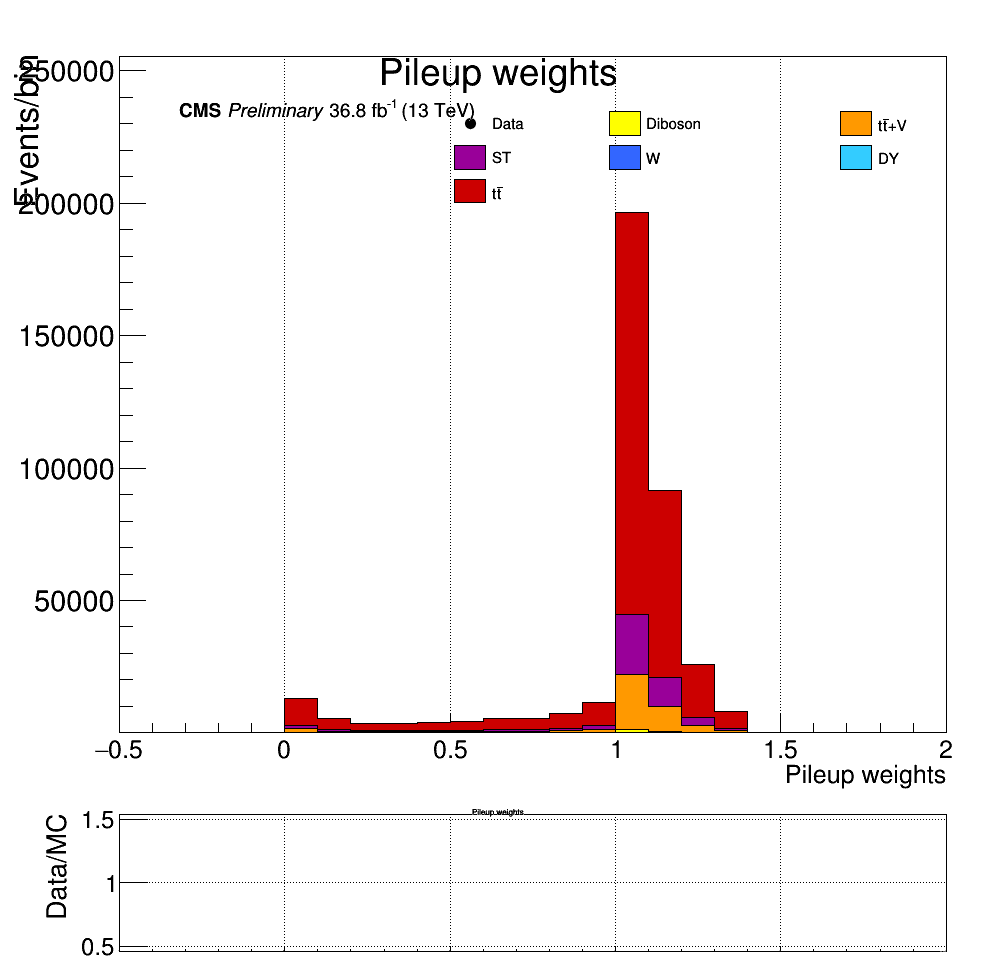 Pileup weights
Events/bin
CMS Preliminary 36.8 fb-1 (13 TeV)
Data
Diboson
tt̄+V
ST
W
DY
tt̄
250000
200000
150000
100000
50000
−0.5 0 0.5 1 1.5 2
Pileup weights
Pileup weights
Data/MC
1.5
1
0.5